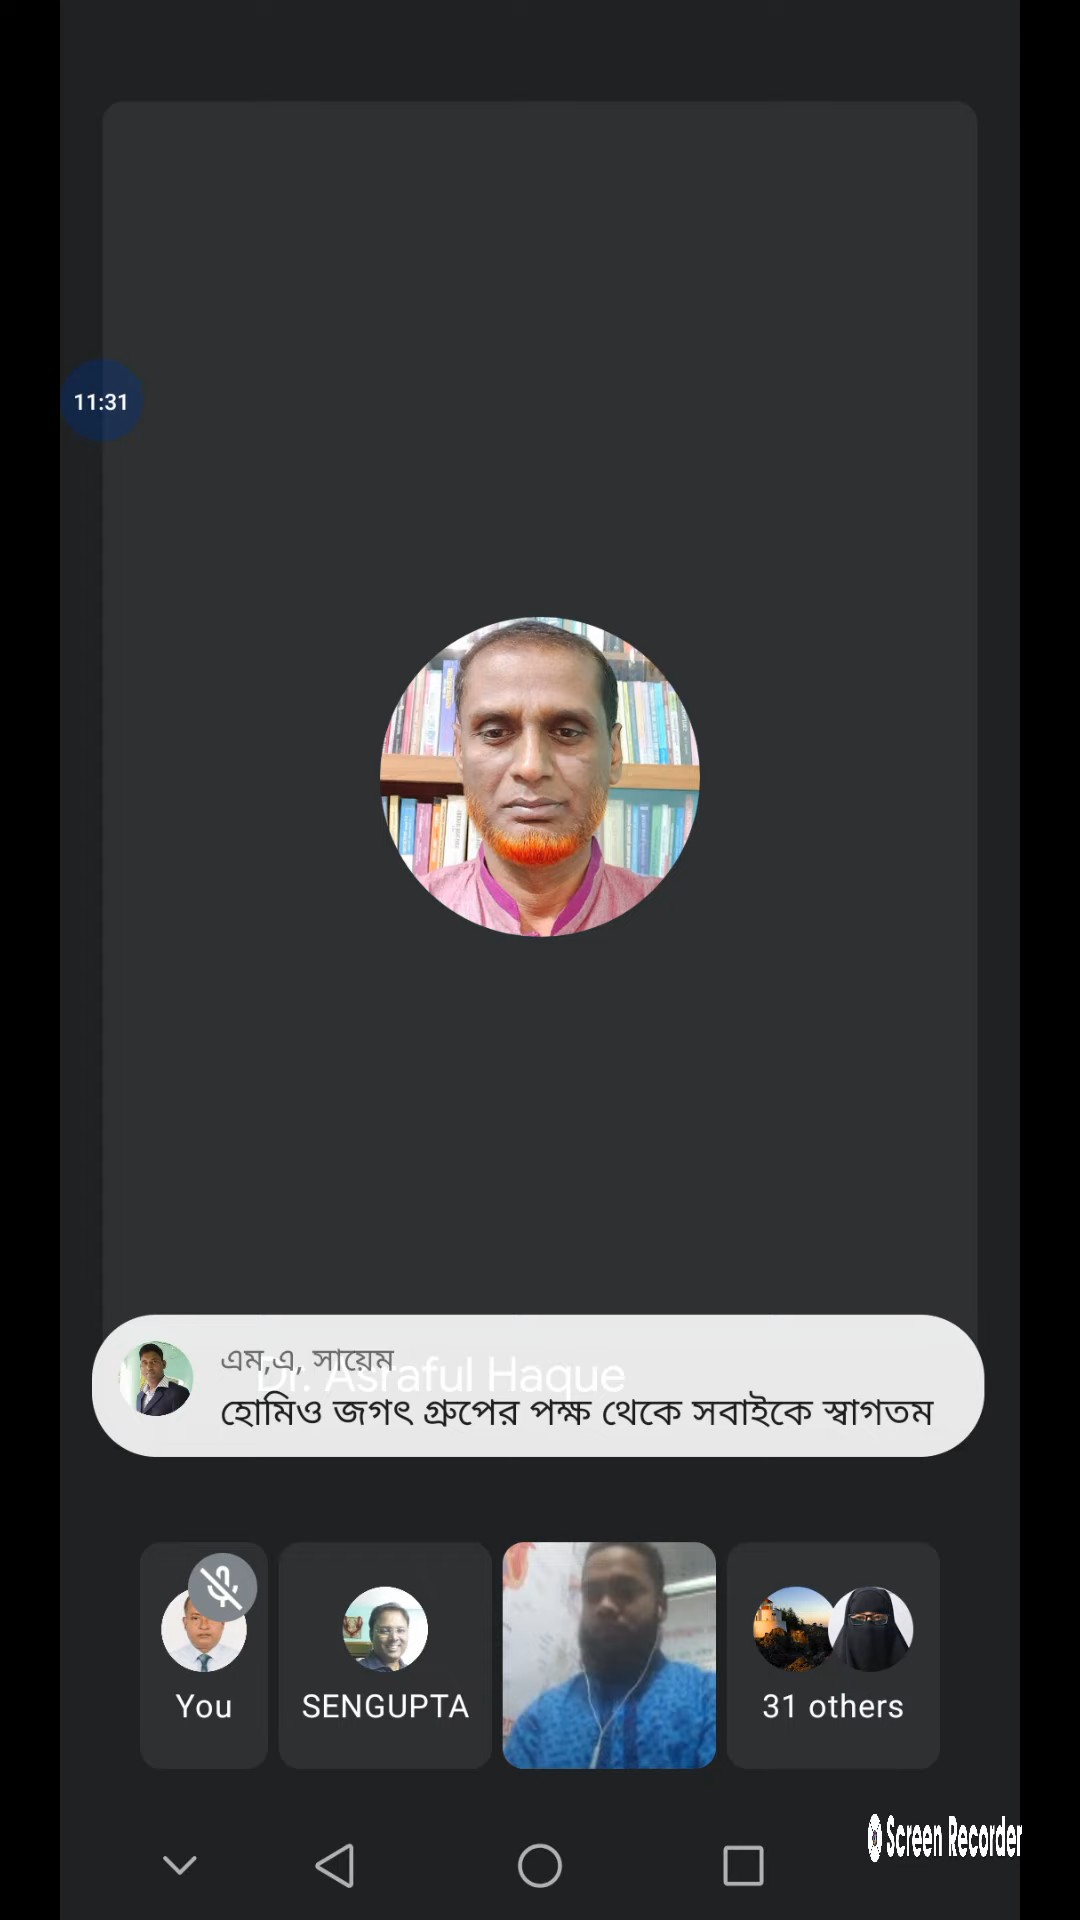 11:31
এম,এ, সায়েম
Dr. Asraful Haque
হোমিও জগৎ গ্রুপের পক্ষ থেকে সবাইকে স্বাগতম
You
SENGUPTA
31 others
Screen Recorder